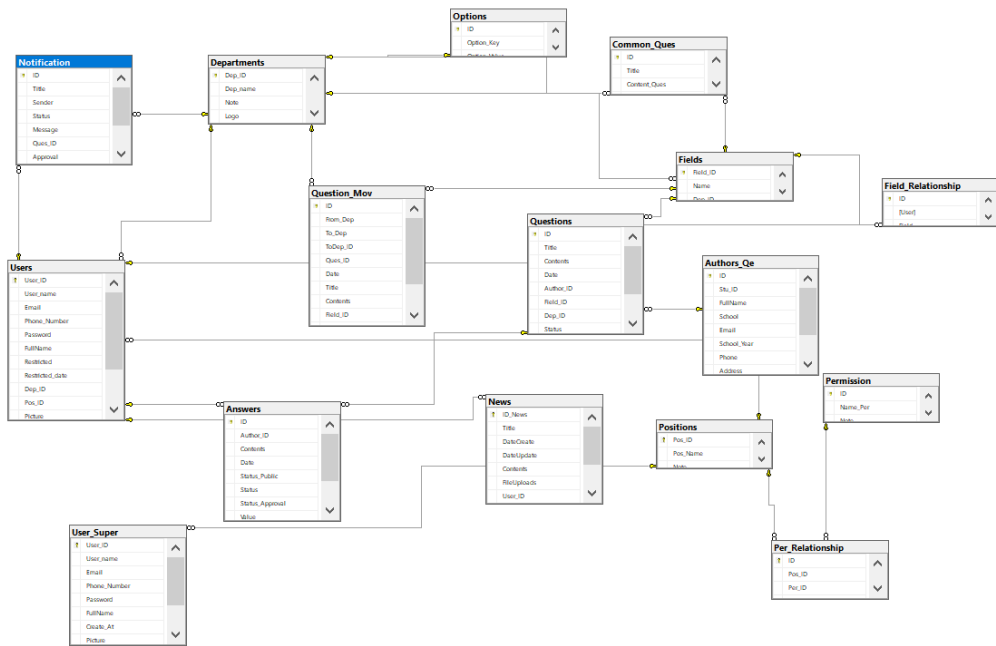 Options
ID
Option_Key
Option_Value
Common_Ques
ID
Title
Content_Ques
Notification
ID
Title
Sender
Status
Message
Ques_ID
Approval
Departments
Dep_ID
Dep_name
Note
Logo
Fields
Field_ID
Name
Dep_ID
Field_Relationship
ID
[User]
Field
Question_Mov
ID
From_Dep
To_Dep
ToDep_ID
Ques_ID
Date
Title
Contents
Field_ID
Questions
ID
Title
Contents
Date
Author_ID
Field_ID
Dep_ID
Status
Users
User_ID
User_name
Email
Phone_Number
Password
FullName
Restricted
Restricted_date
Dep_ID
Pos_ID
Picture
Authors_Qe
ID
Stu_ID
FullName
School
Email
School_Year
Phone
Address
Permission
ID
Name_Per
Note
Answers
ID
Author_ID
Contents
Date
Status_Public
Status
Status_Approval
Value
News
ID_News
Title
DateCreate
DateUpdate
Contents
FileUploads
User_ID
Positions
Pos_ID
Pos_Name
Note
User_Super
User_ID
User_name
Email
Phone_Number
Password
FullName
Create_At
Picture
Per_Relationship
ID
Pos_ID
Per_ID